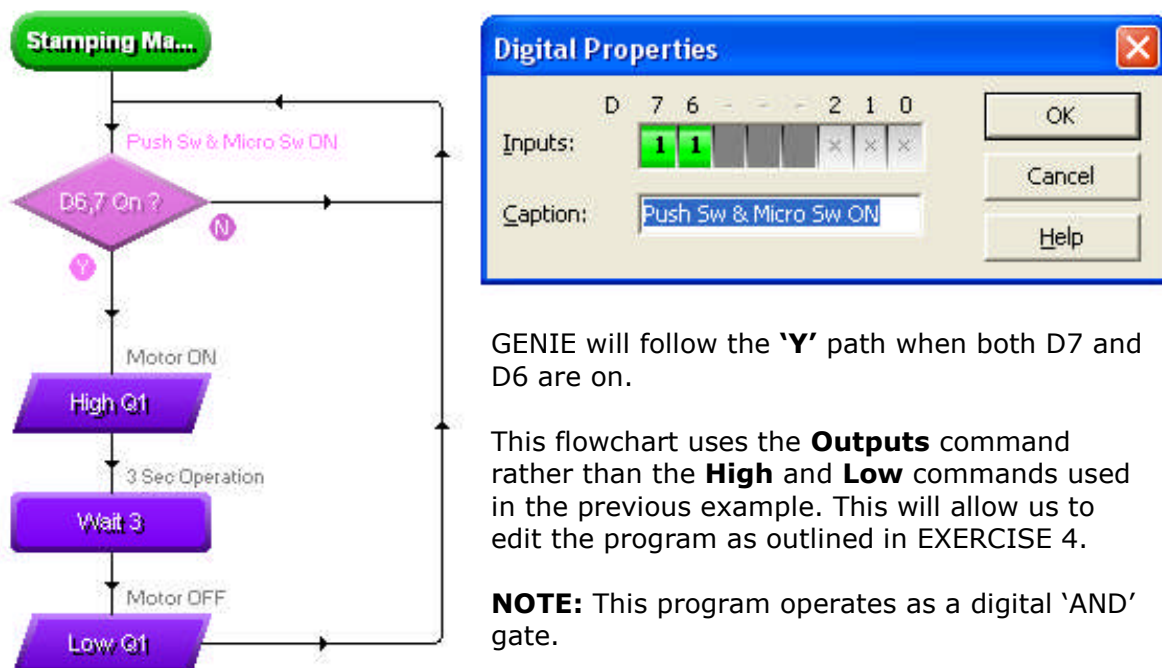 Stamping Ma...
Push Sw & Micro Sw ON
D6,7 On ?
N
Y
Motor ON
High Q1
3 Sec Operation
Wait 3
Motor OFF
Low Q1
Digital Properties
D 7 6 - - - 2 1 0
Inputs: 1 1 × × ×
Caption: Push Sw & Micro Sw ON
OK
Cancel
Help
GENIE will follow the ‘Y’ path when both D7 and
D6 are on.
This flowchart uses the Outputs command
rather than the High and Low commands used
in the previous example. This will allow us to
edit the program as outlined in EXERCISE 4.
NOTE: This program operates as a digital ‘AND’
gate.